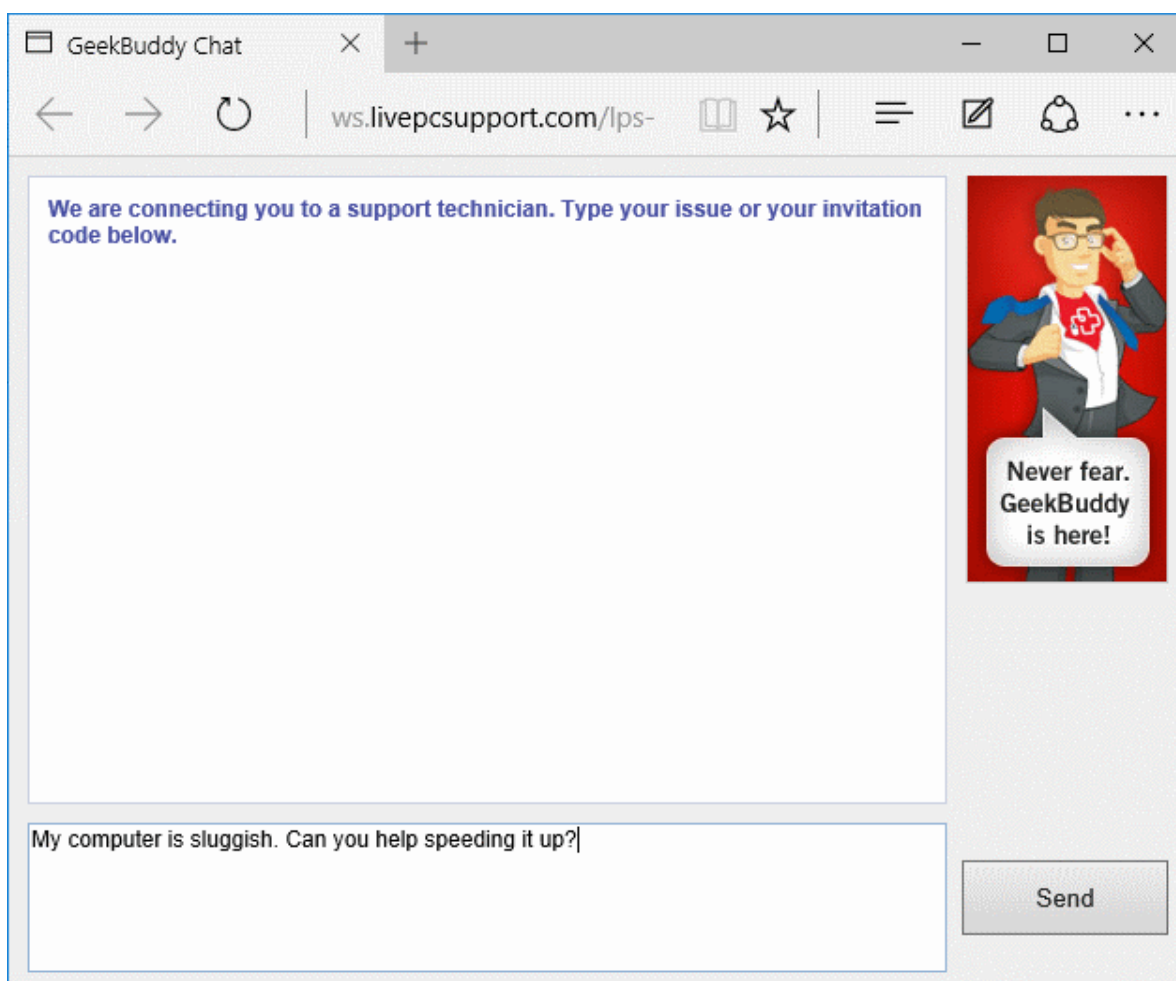 GeekBuddy Chat
ws.livepcsupport.com/lps-
We are connecting you to a support technician. Type your issue or your invitation
code below.
Never fear.
GeekBuddy
is here!
My computer is sluggish. Can you help speeding it up?
Send